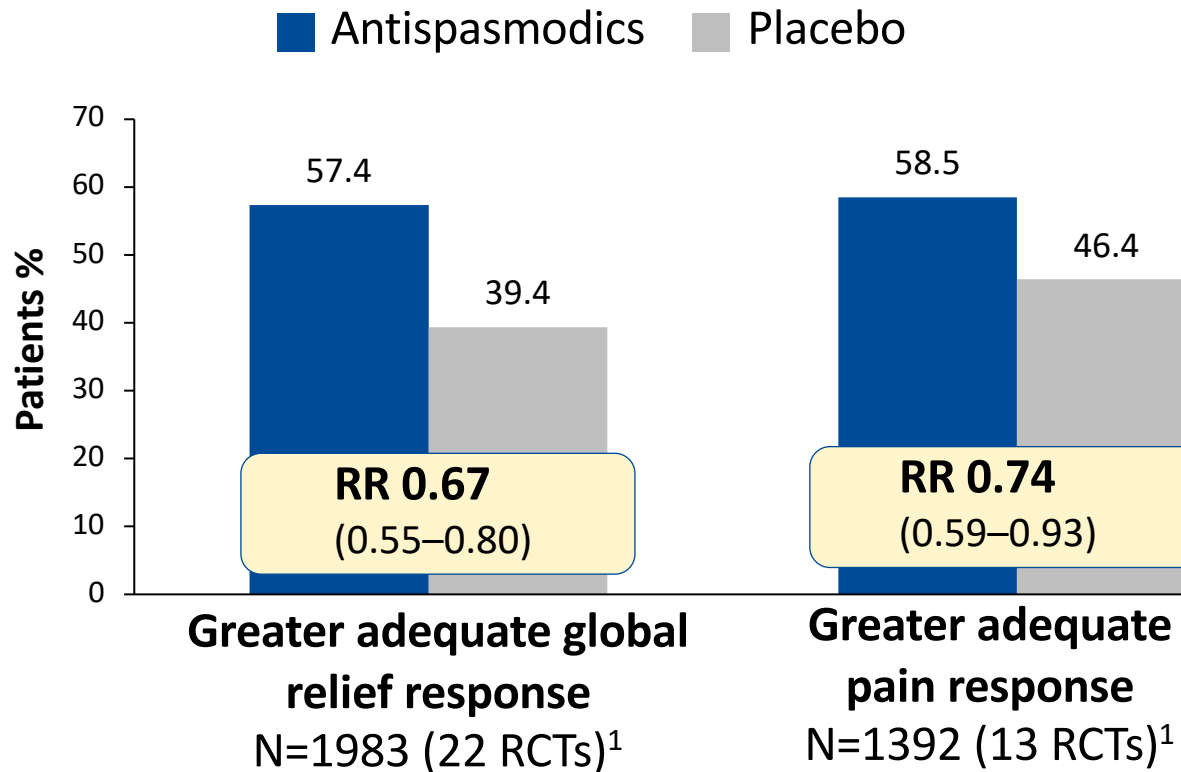 Antispasmodics Placebo
Patients %
70
60
50
40
30
20
10
0
57.4
39.4
58.5
46.4
RR 0.67
(0.55–0.80)
RR 0.74
(0.59–0.93)
Greater adequate global
relief response
N=1983 (22 RCTs)¹
Greater adequate
pain response
N=1392 (13 RCTs)¹